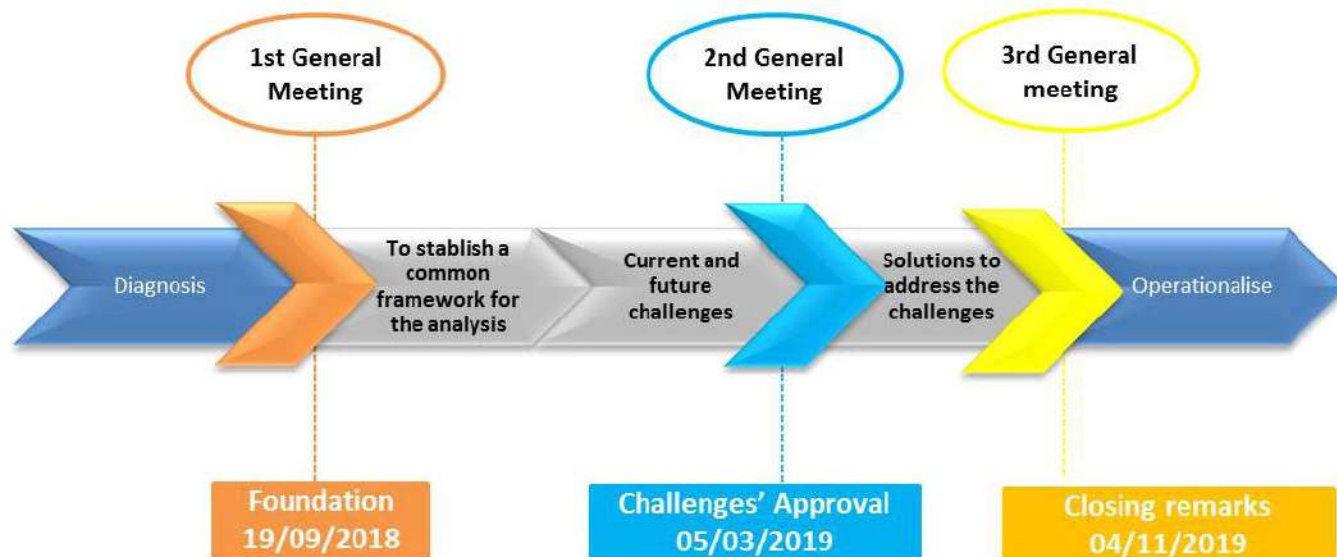 1st General
Meeting
2nd General
Meeting
3rd General
meeting
Diagnosis
To stablish a
common
framework for
the analysis
Current and
future
challenges
Solutions to
address the
challenges
Operationalise
Foundation
19/09/2018
Challenges’ Approval
05/03/2019
Closing remarks
04/11/2019